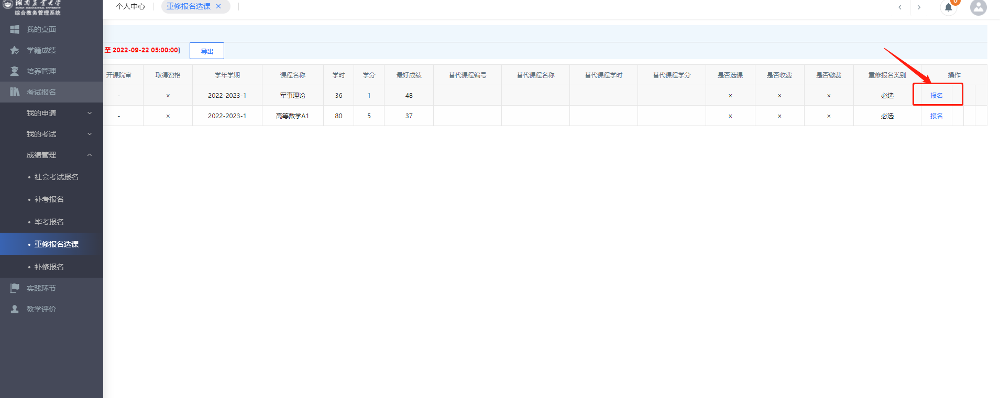 湖南农业大学
HUNAN AGRICULTURAL UNIVERSITY
综合教务管理系统
个人中心
重修报名选课 ×
0
我的桌面
学籍成绩
培养管理
考试报名
我的申请
我的考试
成绩管理
• 社会考试报名
• 补考报名
• 毕考报名
• 重修报名选课
• 补修报名
实践环节
教学评价
至 2022-09-22 05:00:00] 导出
开课院审 取得资格 学年学期 课程名称 学时 学分 最好成绩 替代课程编号 替代课程名称 替代课程学时 替代课程学分 是否选课 是否收费 是否缴费 重修报名类别 操作
- × 2022-2023-1 军事理论 36 1 48 × × × 必选 报名
- × 2022-2023-1 高等数学A1 80 5 37 × × × 必选 报名